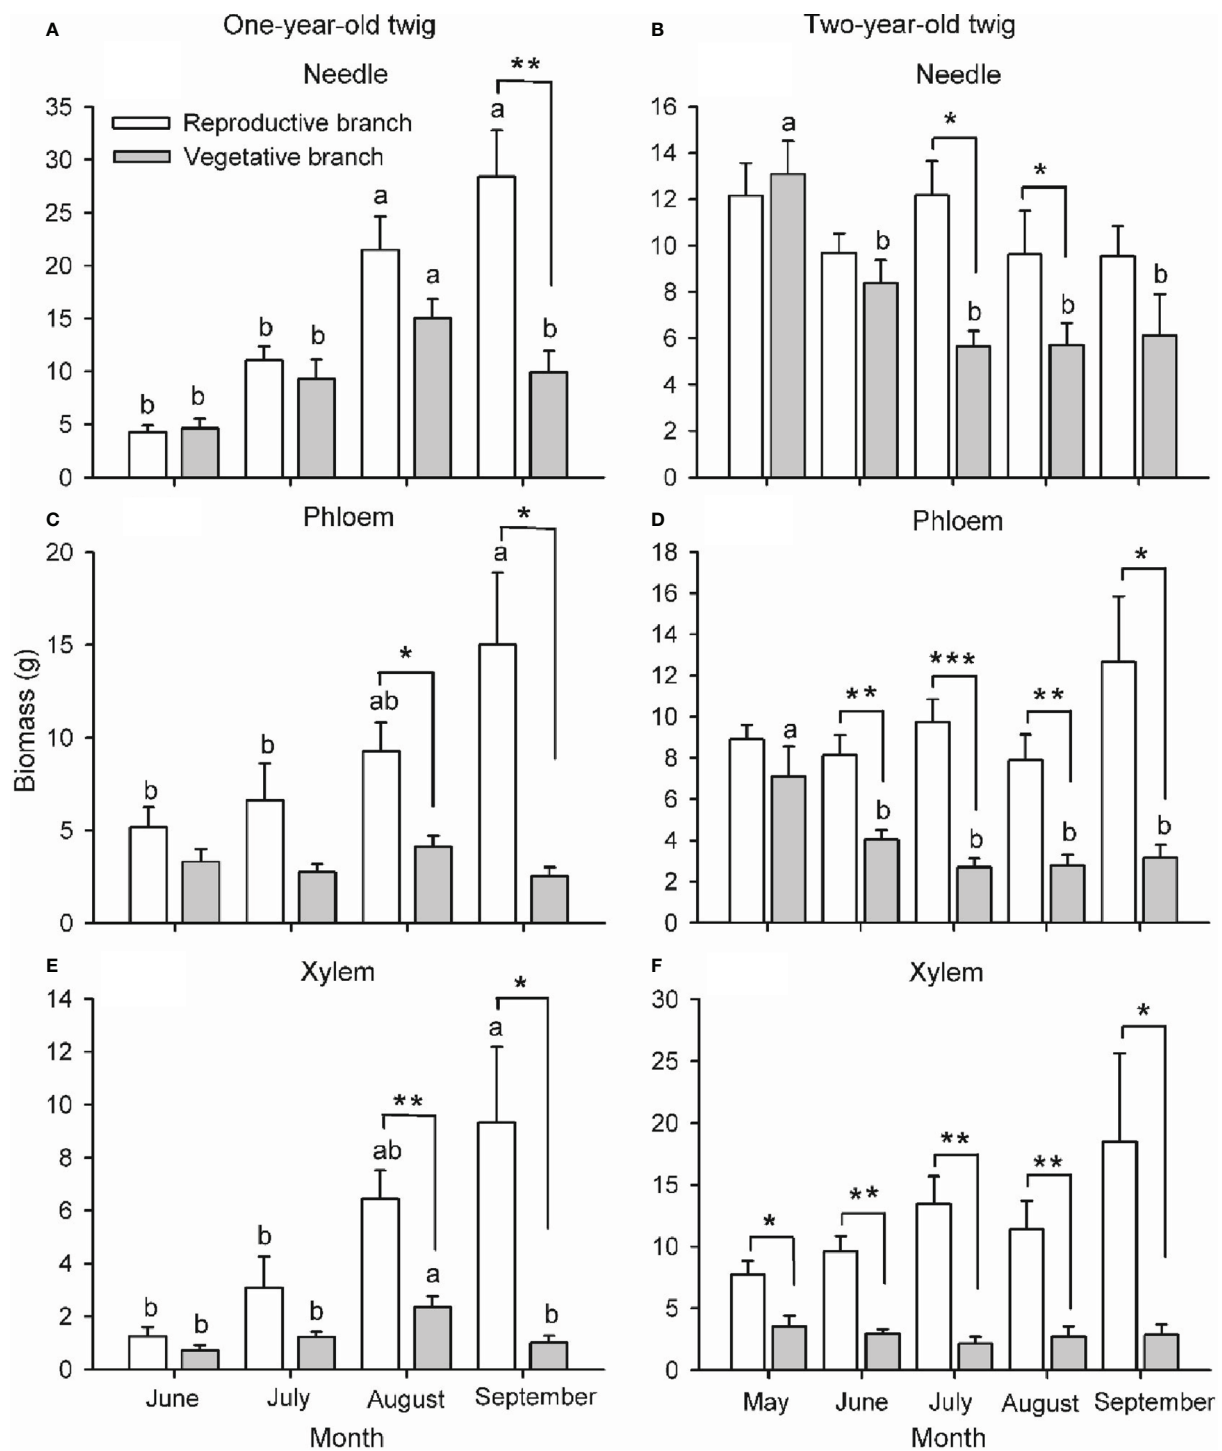 A One-year-old twig
Needle
Reproductive branch
Vegetative branch
35
30
25
20
15
10
5
0
b b b b a a a b
**
B Two-year-old twig
Needle
16
14
12
10
8
6
4
2
0
a b b b b
* *
C Phloem
20
15
10
5
0
b b ab a
* *
D Phloem
18
16
14
12
10
8
6
4
2
0
a b b b b
** *** ** *
Biomass (g)
E Xylem
14
12
10
8
6
4
2
0
b b b b ab a a b
** *
June July August September
Month
F Xylem
30
25
20
15
10
5
0
* ** ** ** *
May June July August September
Month